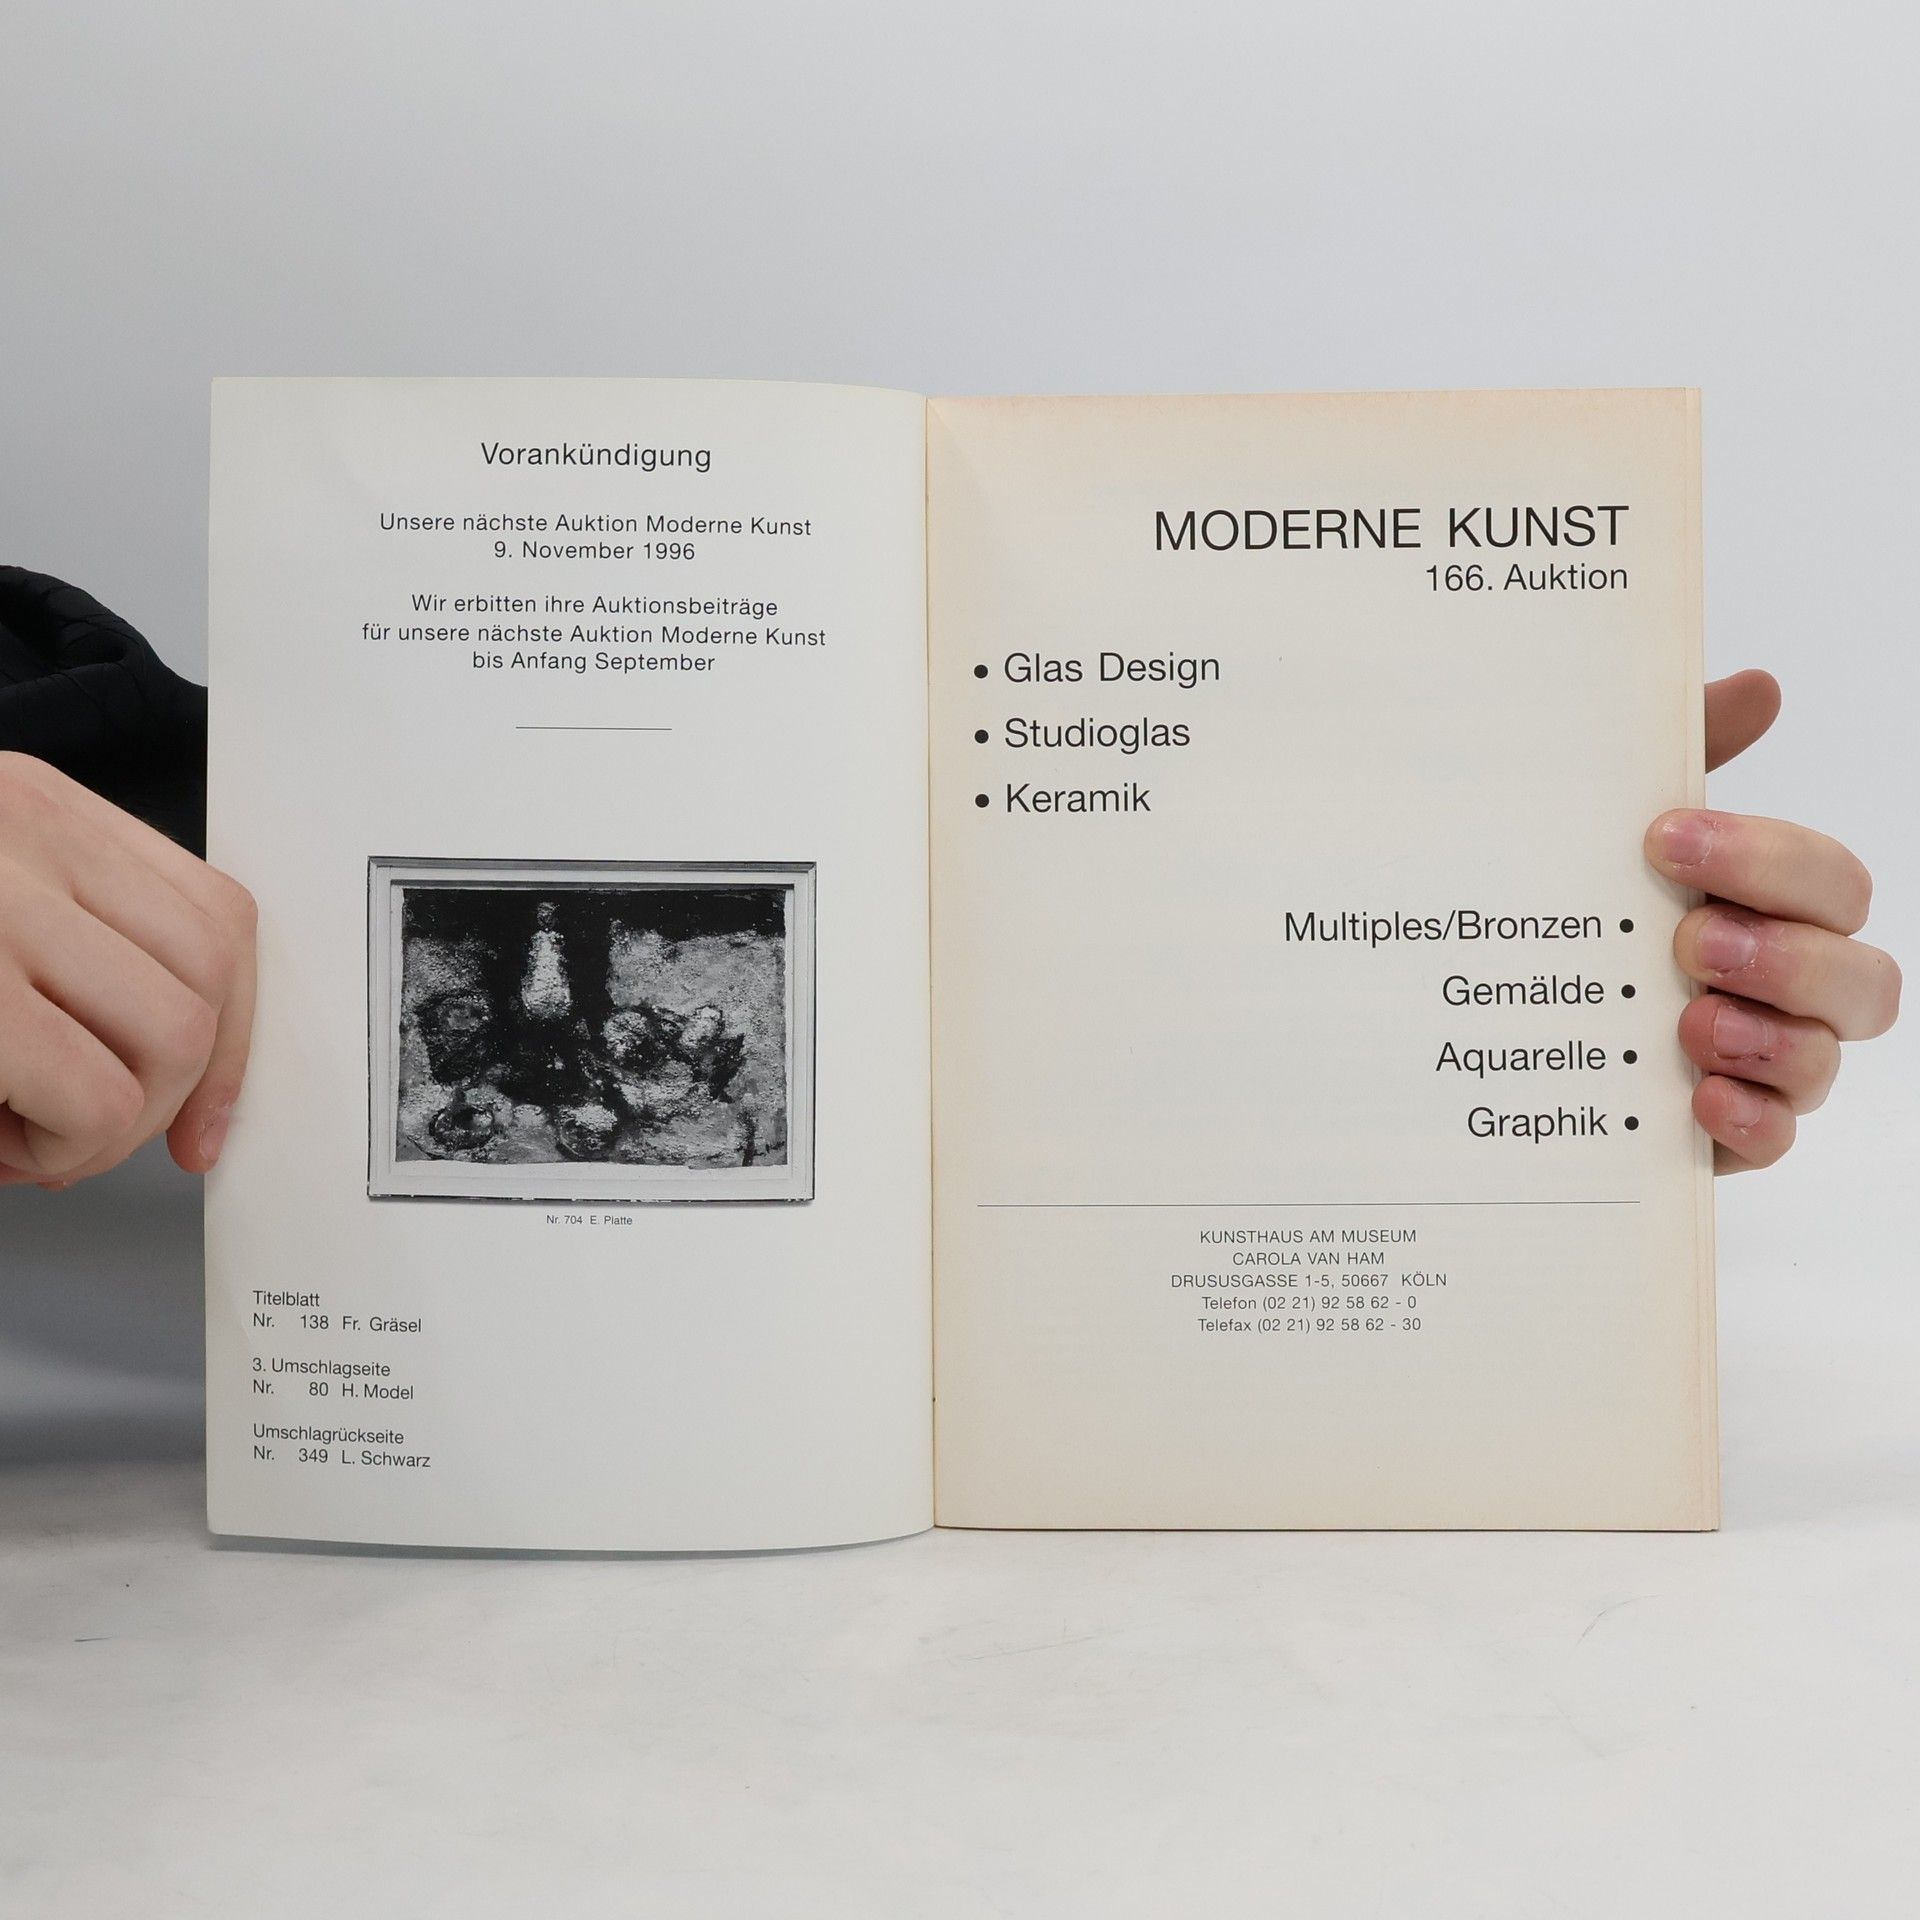 Vorankündigung
Unsere nächste Auktion Moderne Kunst
9. November 1996
Wir erbitten ihre Auktionsbeiträge
für unsere nächste Auktion Moderne Kunst
bis Anfang September
Nr. 704 E. Platte
Titelblatt
Nr. 138 Fr. Gräsel
3. Umschlagseite
Nr. 80 H. Model
Umschlagrückseite
Nr. 349 L. Schwarz
MODERNE KUNST
166. Auktion
• Glas Design
• Studioglas
• Keramik
Multiples/Bronzen •
Gemälde •
Aquarelle •
Graphik •
KUNSTHAUS AM MUSEUM
CAROLA VAN HAM
DRUSUSGASSE 1-5, 50667 KÖLN
Telefon (02 21) 92 58 62 - 0
Telefax (02 21) 92 58 62 - 30